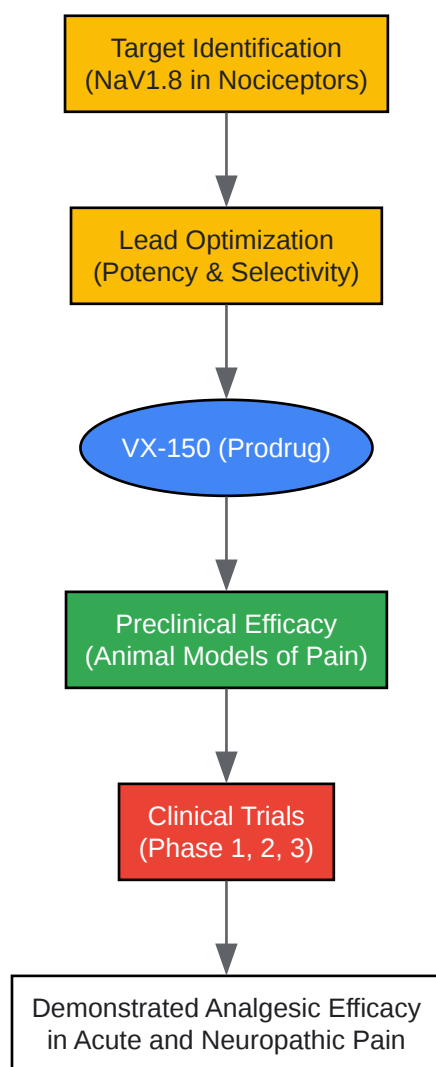 Target Identification
(NaV1.8 in Nociceptors)
Lead Optimization
(Potency & Selectivity)
VX-150 (Prodrug)
Preclinical Efficacy
(Animal Models of Pain)
Clinical Trials
(Phase 1, 2, 3)
Demonstrated Analgesic Efficacy
in Acute and Neuropathic Pain